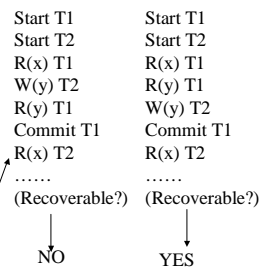 Start T1 Start T1
Start T2 Start T2
R(x) T1 R(x) T1
W(y) T2 R(y) T1
R(y) T1 W(y) T2
Commit T1 Commit T1
R(x) T2 R(x) T2
…… ……
(Recoverable?) (Recoverable?)
NO YES